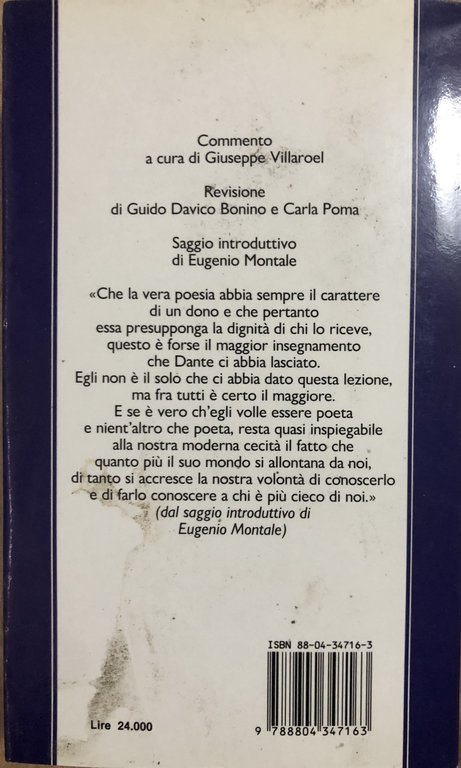 Commento
a cura di Giuseppe Villaroel
Revisione
di Guido Davico Bonino e Carla Poma
Saggio introduttivo
di Eugenio Montale
«Che la vera poesia abbia sempre il carattere
di un dono e che pertanto
essa presupponga la dignità di chi lo riceve,
questo è forse il maggior insegnamento
che Dante ci abbia lasciato.
Egli non è il solo che ci abbia dato questa lezione,
ma fra tutti è certo il maggiore.
E se è vero ch'egli volle essere poeta
e nient'altro che poeta, resta quasi inspiegabile
alla nostra moderna cecità il fatto che
quanto più il suo mondo si allontana da noi,
di tanto si accresce la nostra volontà di conoscerlo
e di farlo conoscere a chi è più cieco di noi.»
(dal saggio introduttivo di
Eugenio Montale)
ISBN 88-04-34716-3
Lire 24.000
9 788804 347163